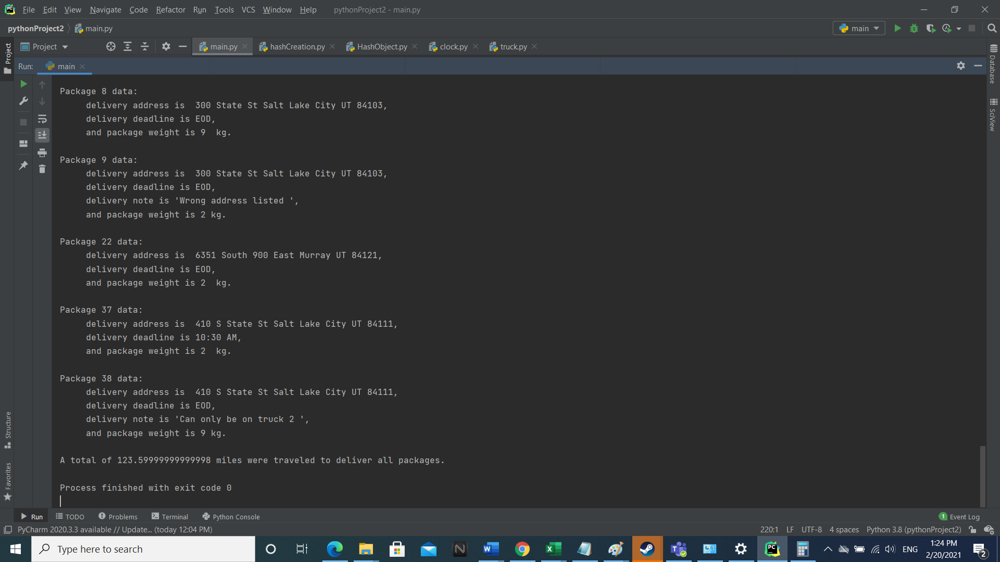 File Edit View Navigate Code Refactor Run Tools VCS Window Help pythonProject2 - main.py
pythonProject2 main.py main
Project main.py hashCreation.py HashObject.py clock.py truck.py
Project
Run: main
Database
SciView
Package 8 data:
delivery address is  300 State St Salt Lake City UT 84103,
delivery deadline is EOD,
and package weight is 9  kg.
Package 9 data:
delivery address is  300 State St Salt Lake City UT 84103,
delivery deadline is EOD,
delivery note is 'Wrong address listed ',
and package weight is 2 kg.
Package 22 data:
delivery address is  6351 South 900 East Murray UT 84121,
delivery deadline is EOD,
and package weight is 2  kg.
Package 37 data:
delivery address is  410 S State St Salt Lake City UT 84111,
delivery deadline is 10:30 AM,
and package weight is 2  kg.
Package 38 data:
delivery address is  410 S State St Salt Lake City UT 84111,
delivery deadline is EOD,
delivery note is 'Can only be on truck 2 ',
and package weight is 9 kg.
A total of 123.59999999999998 miles were traveled to deliver all packages.
Process finished with exit code 0
Structure
Favorites
Run TODO Problems Terminal Python Console 1 Event Log
PyCharm 2020.3.3 available // Update... (today 12:04 PM) 220:1 LF UTF-8 4 spaces Python 3.8 (pythonProject2)
Type here to search ENG 1:24 PM
2/20/2021 2